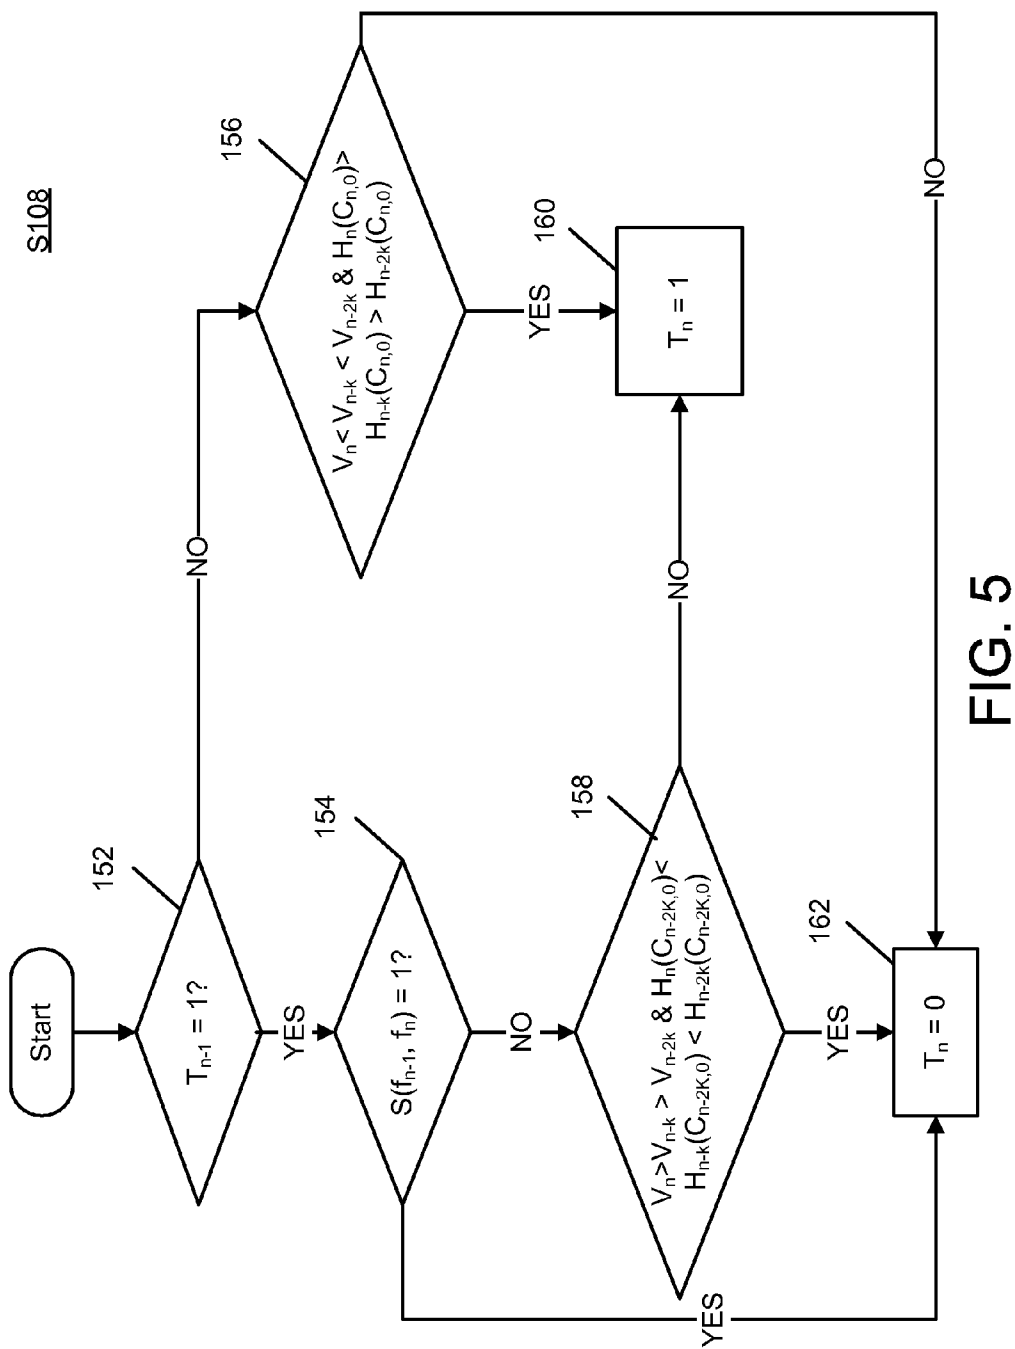 S108
Start
T_{n-1} = 1?
152
NO
YES
S(f_{n-1}, f_n) = 1?
154
V_n< V_{n-k} < V_{n-2k} & H_n(C_{n,0})>
H_{n-k}(C_{n,0}) > H_{n-2k}(C_{n,0})
156
NO
YES
NO
V_n>V_{n-k} > V_{n-2k} & H_n(C_{n-2K,0})<
H_{n-k}(C_{n-2K,0}) < H_{n-2k}(C_{n-2K,0})
158
NO
YES
T_n = 1
160
YES
YES
T_n = 0
162
FIG. 5